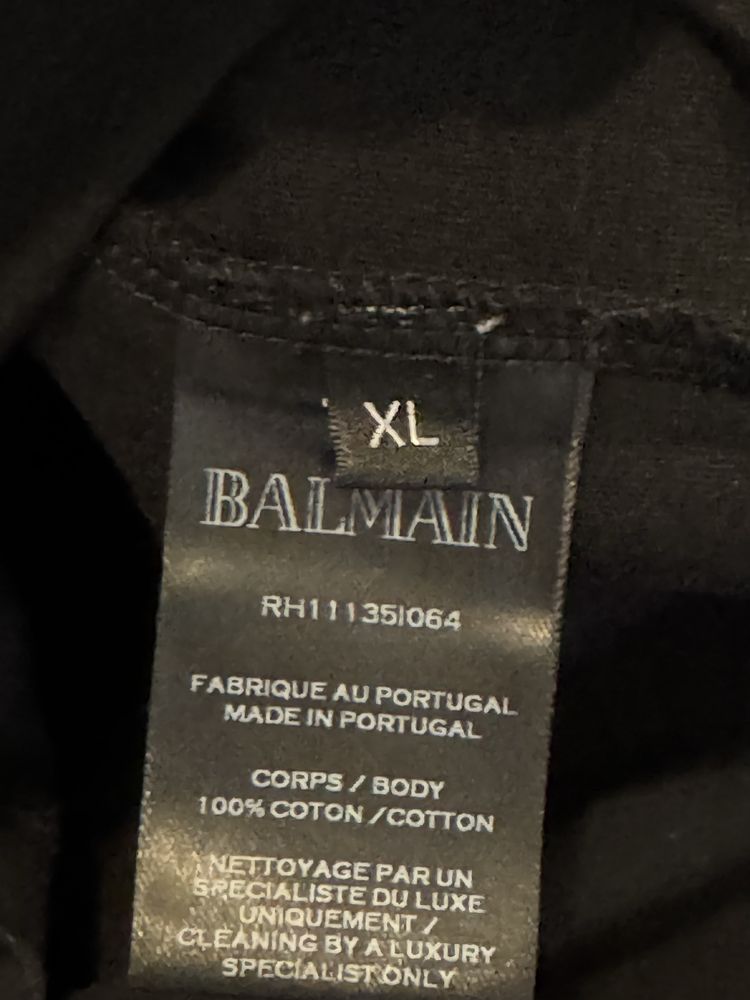 XL
BALMAIN
RH11135I064
FABRIQUE AU PORTUGAL
MADE IN PORTUGAL
CORPS / BODY
100% COTON /COTTON
NETTOYAGE PAR UN
SPECIALISTE DU LUXE
UNIQUEMENT /
CLEANING BY A LUXURY
SPECIALIST ONLY